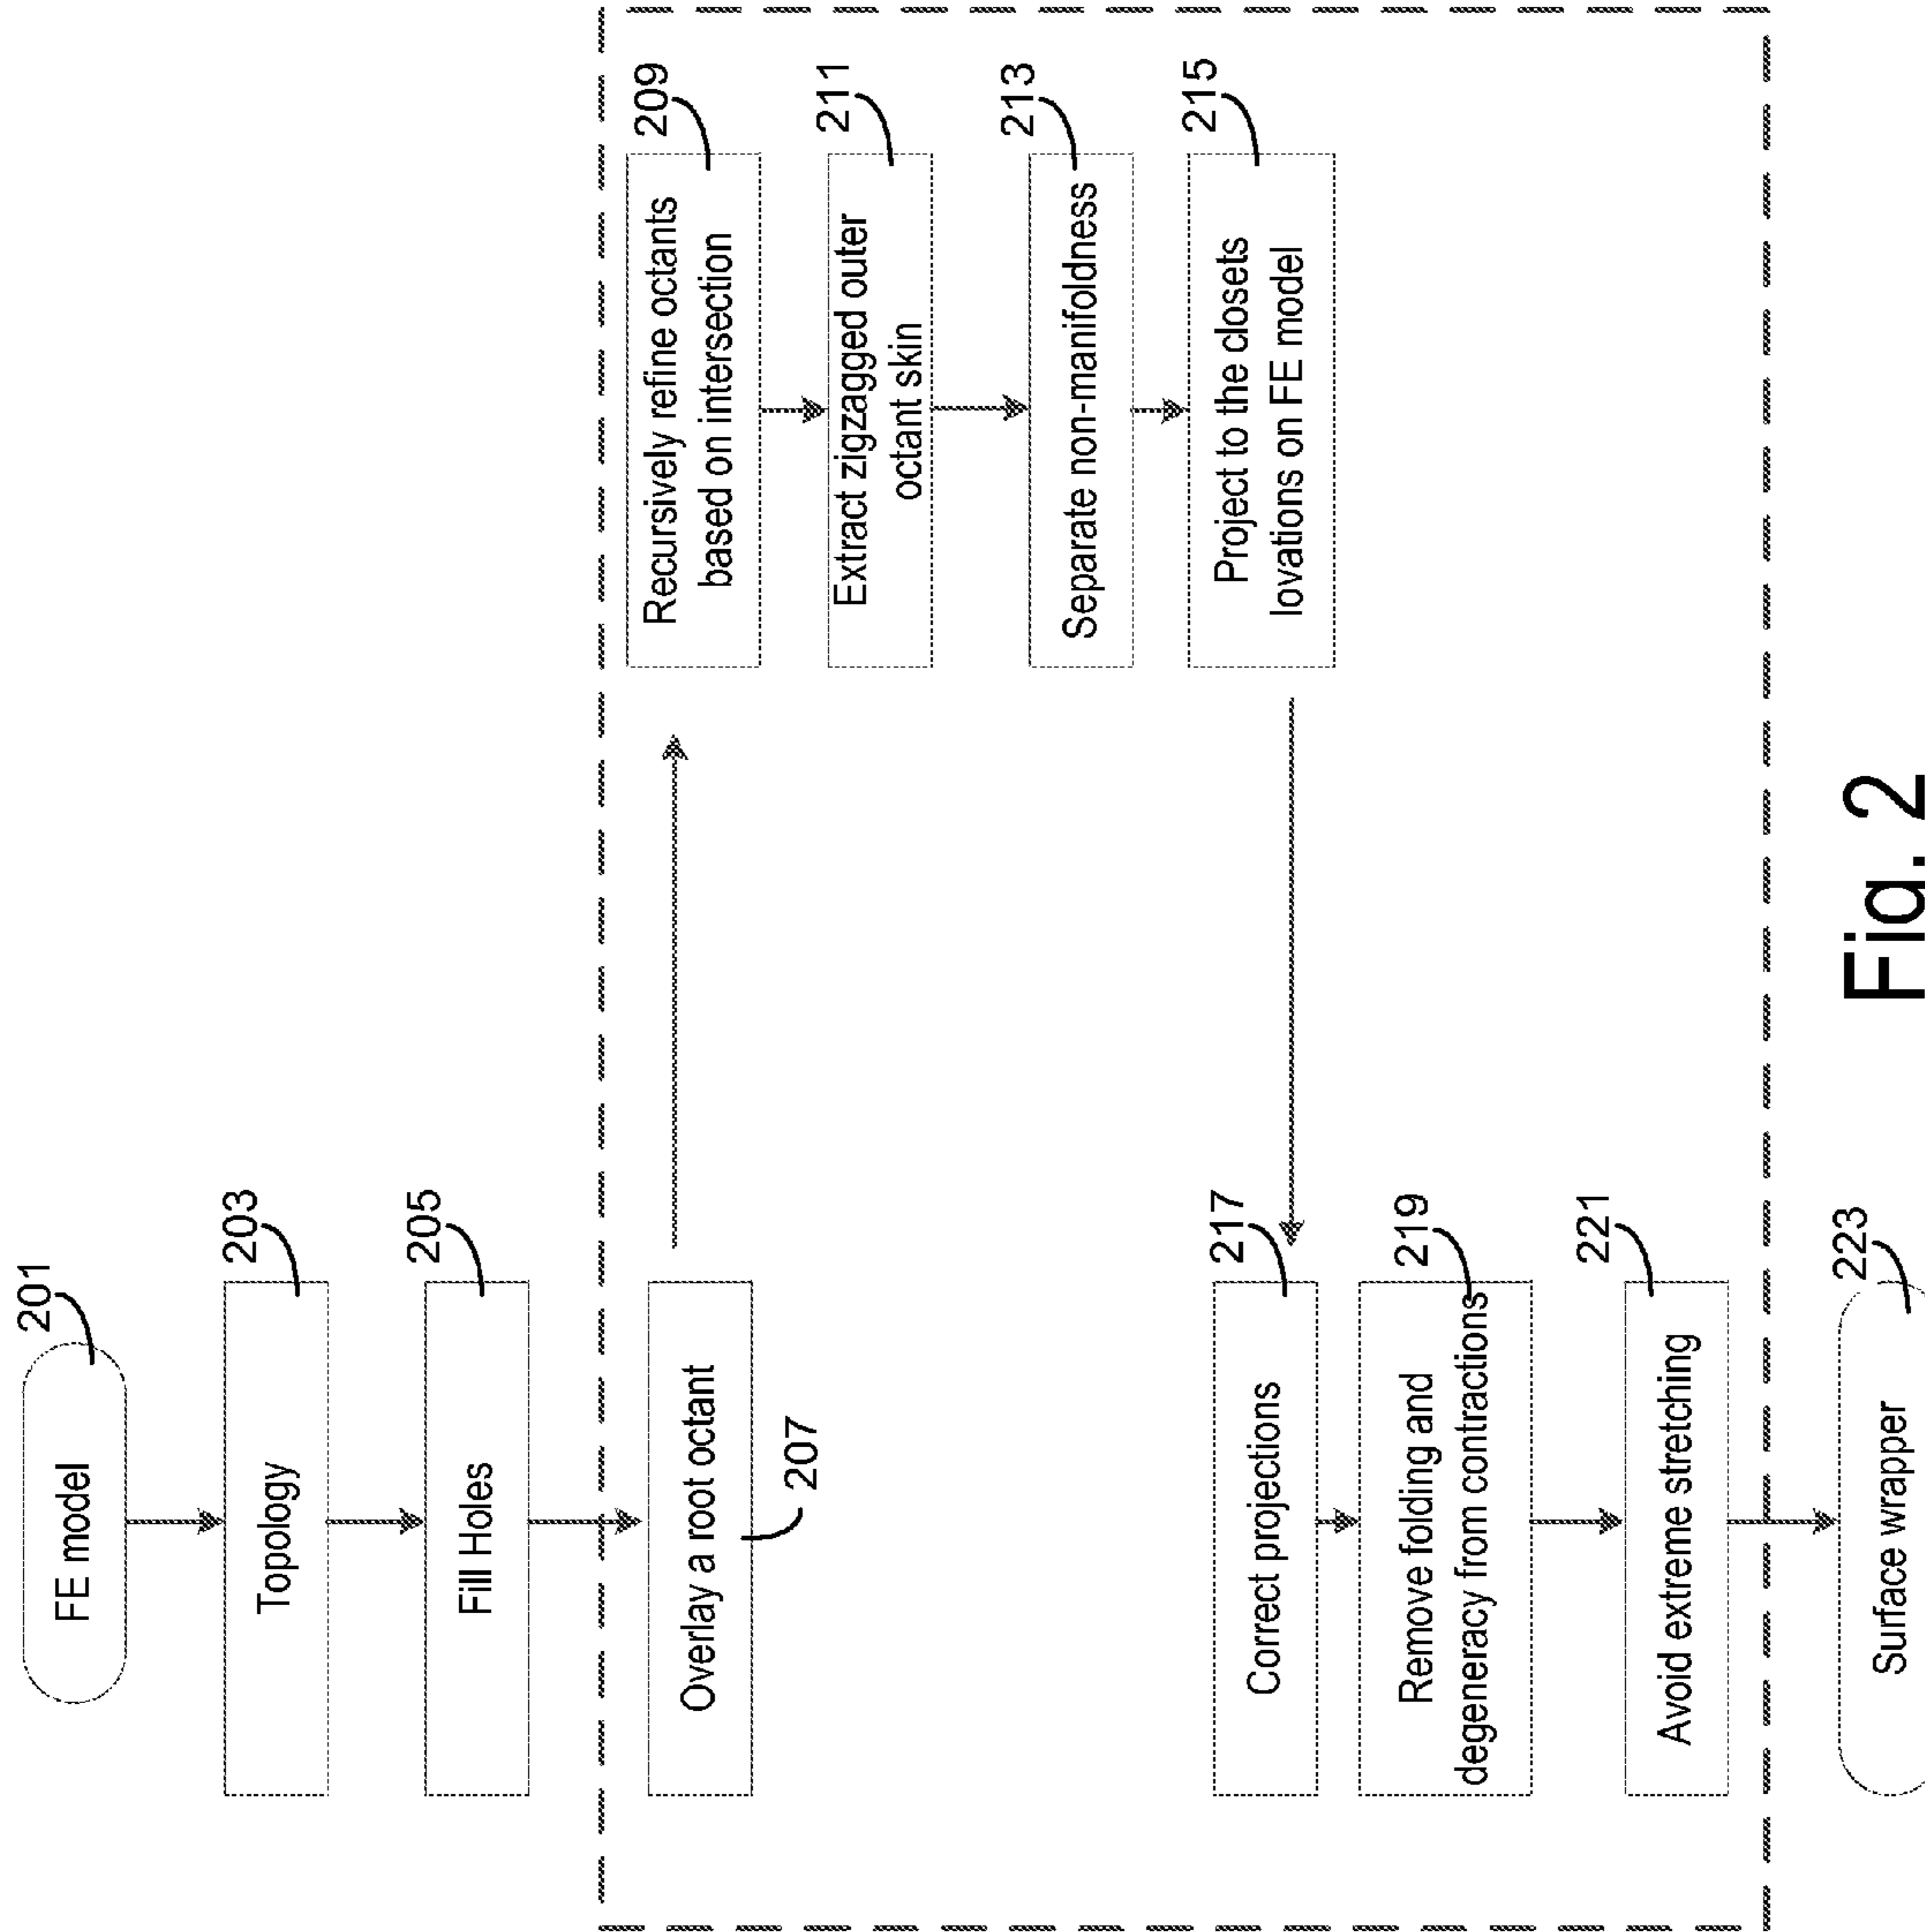 201
FE model
203
Topology
205
Fill Holes
Overlay a root octant
207
209
Recursively refine octants
based on intersection
211
Extract zigzagged outer
octant skin
213
Separate non-manifoldness
215
Project to the closets
lovations on FE model
217
Correct projections
219
Remove folding and
degeneracy from contractions
221
Avoid extreme stretching
223
Surface wrapper
Fig. 2